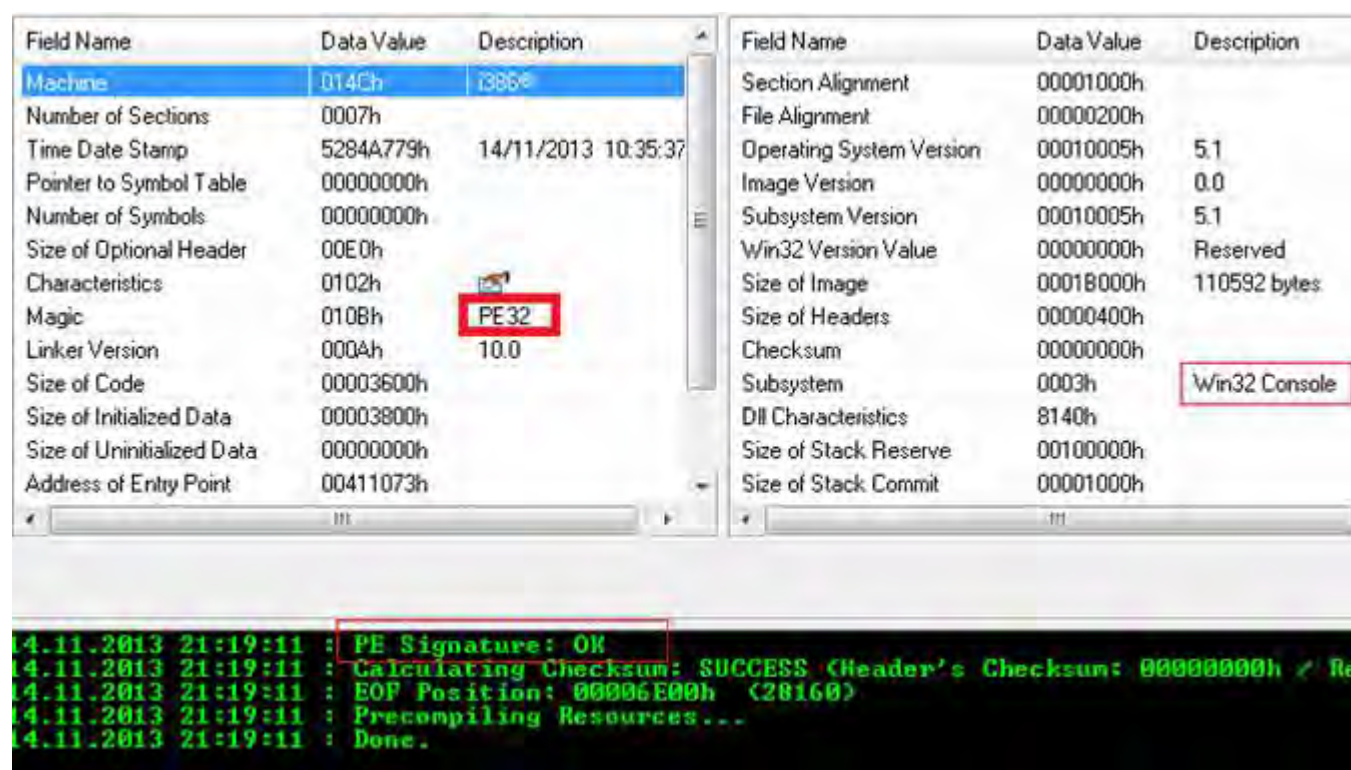 Field Name Data Value Description
Machine 014Ch i386®
Number of Sections 0007h
Time Date Stamp 5284A779h 14/11/2013 10:35:37
Pointer to Symbol Table 00000000h
Number of Symbols 00000000h
Size of Optional Header 00E0h
Characteristics 0102h
Magic 010Bh PE32
Linker Version 000Ah 10.0
Size of Code 00003600h
Size of Initialized Data 00003800h
Size of Uninitialized Data 00000000h
Address of Entry Point 00411073h
Field Name Data Value Description
Section Alignment 00001000h
File Alignment 00000200h
Operating System Version 00010005h 5.1
Image Version 00000000h 0.0
Subsystem Version 00010005h 5.1
Win32 Version Value 00000000h Reserved
Size of Image 0001B000h 110592 bytes
Size of Headers 00000400h
Checksum 00000000h
Subsystem 0003h Win32 Console
Dll Characteristics 8140h
Size of Stack Reserve 00100000h
Size of Stack Commit 00001000h
14.11.2013 21:19:11 : PE Signature: OK
14.11.2013 21:19:11 : Calculating Checksum: SUCCESS (Header's Checksum: 00000000h / Re
14.11.2013 21:19:11 : EOF Position: 00006E00h (28160)
14.11.2013 21:19:11 : Precompiling Resources...
14.11.2013 21:19:11 : Done.